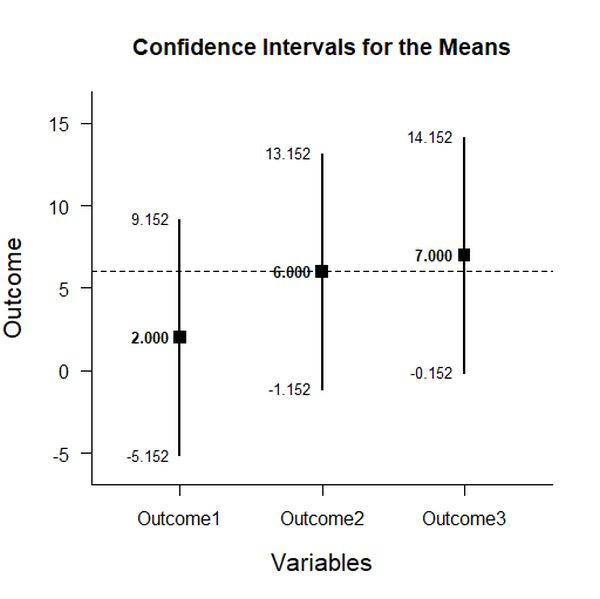 Confidence Intervals for the Means
Outcome
15
10
5
0
-5
9.152
2.000
-5.152
13.152
6.000
-1.152
14.152
7.000
-0.152
Outcome1
Outcome2
Outcome3
Variables